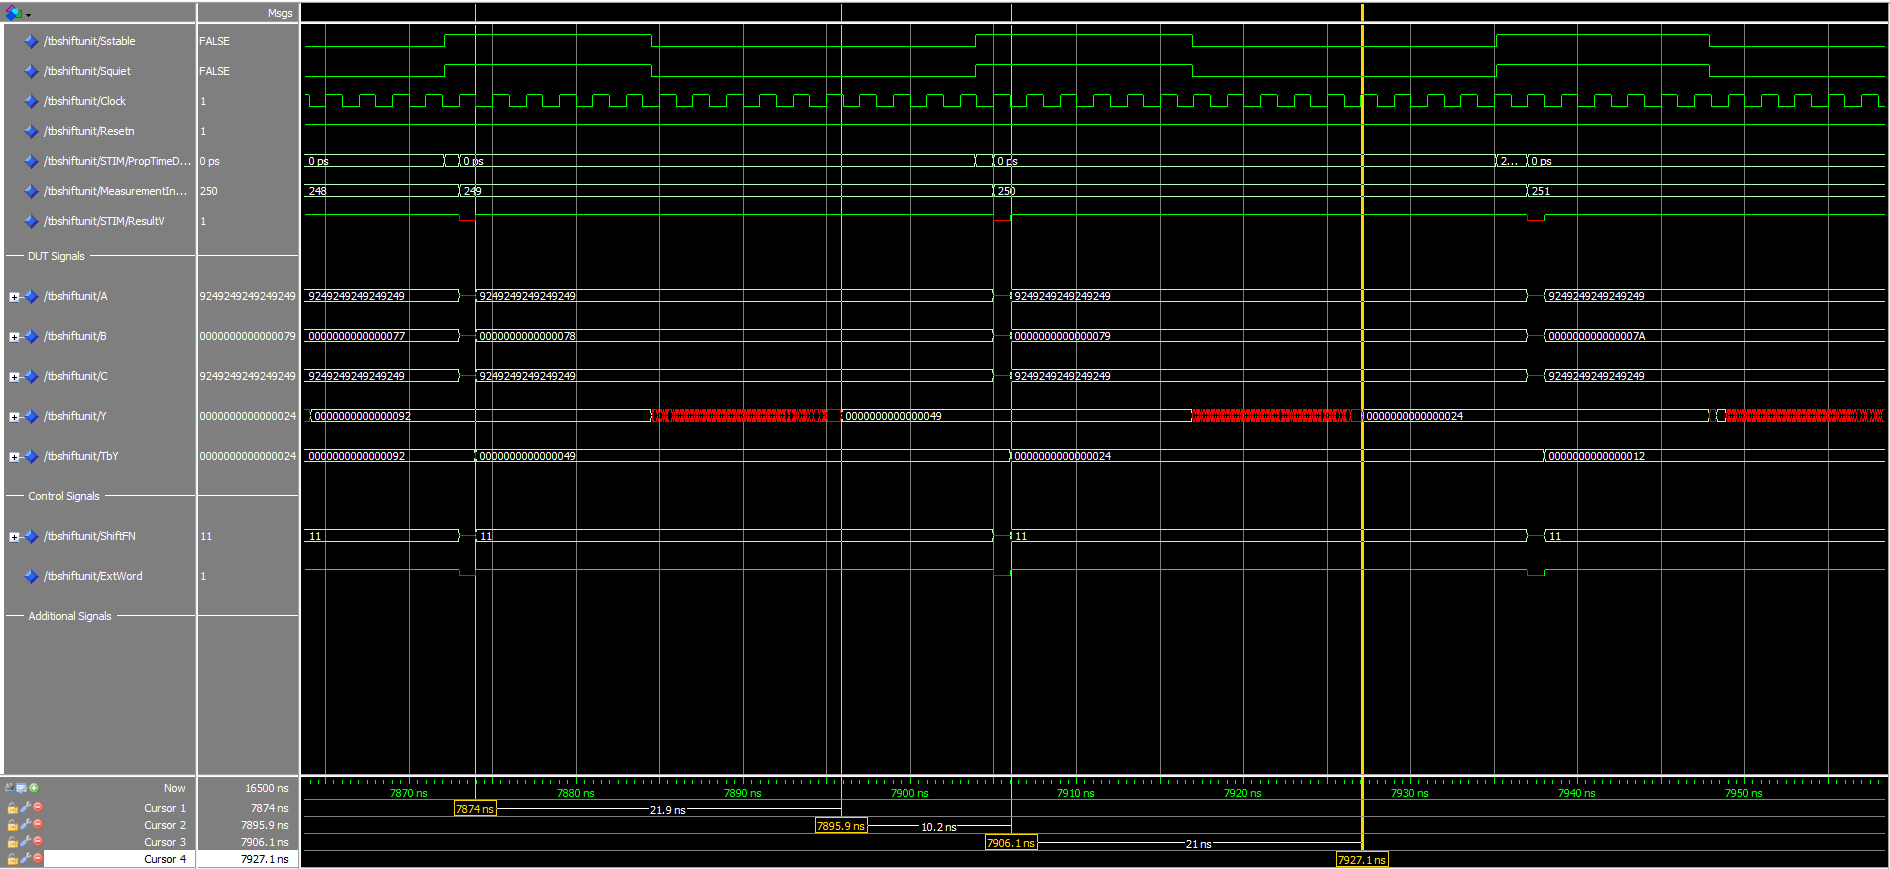 Msgs
/tbshiftunit/Sstable FALSE
/tbshiftunit/Squiet FALSE
/tbshiftunit/Clock 1
/tbshiftunit/Resetn 1
/tbshiftunit/STIM/PropTimeD... 0 ps 0 ps 0 ps 0 ps 2... 0 ps
/tbshiftunit/MeasurementIn... 250 248 249 250 251
/tbshiftunit/STIM/ResultV 1
DUT Signals
/tbshiftunit/A 9249249249249249 9249249249249249 9249249249249249 9249249249249249 9249249249249249
/tbshiftunit/B 0000000000000079 0000000000000077 0000000000000078 0000000000000079 000000000000007A
/tbshiftunit/C 9249249249249249 9249249249249249 9249249249249249 9249249249249249 9249249249249249
/tbshiftunit/Y 0000000000000024 0000000000000092 0000000000000049 0000000000000024
/tbshiftunit/TbY 0000000000000024 0000000000000092 0000000000000049 0000000000000024 0000000000000012
Control Signals
/tbshiftunit/ShiftFN 11 11 11 11 11
/tbshiftunit/ExtWord 1
Additional Signals
Now 16500 ns 7870 ns 7880 ns 7890 ns 7900 ns 7910 ns 7920 ns 7930 ns 7940 ns 7950 ns
Cursor 1 7874 ns 7874 ns 21.9 ns
Cursor 2 7895.9 ns 7895.9 ns 10.2 ns
Cursor 3 7906.1 ns 7906.1 ns 21 ns
Cursor 4 7927.1 ns 7927.1 ns